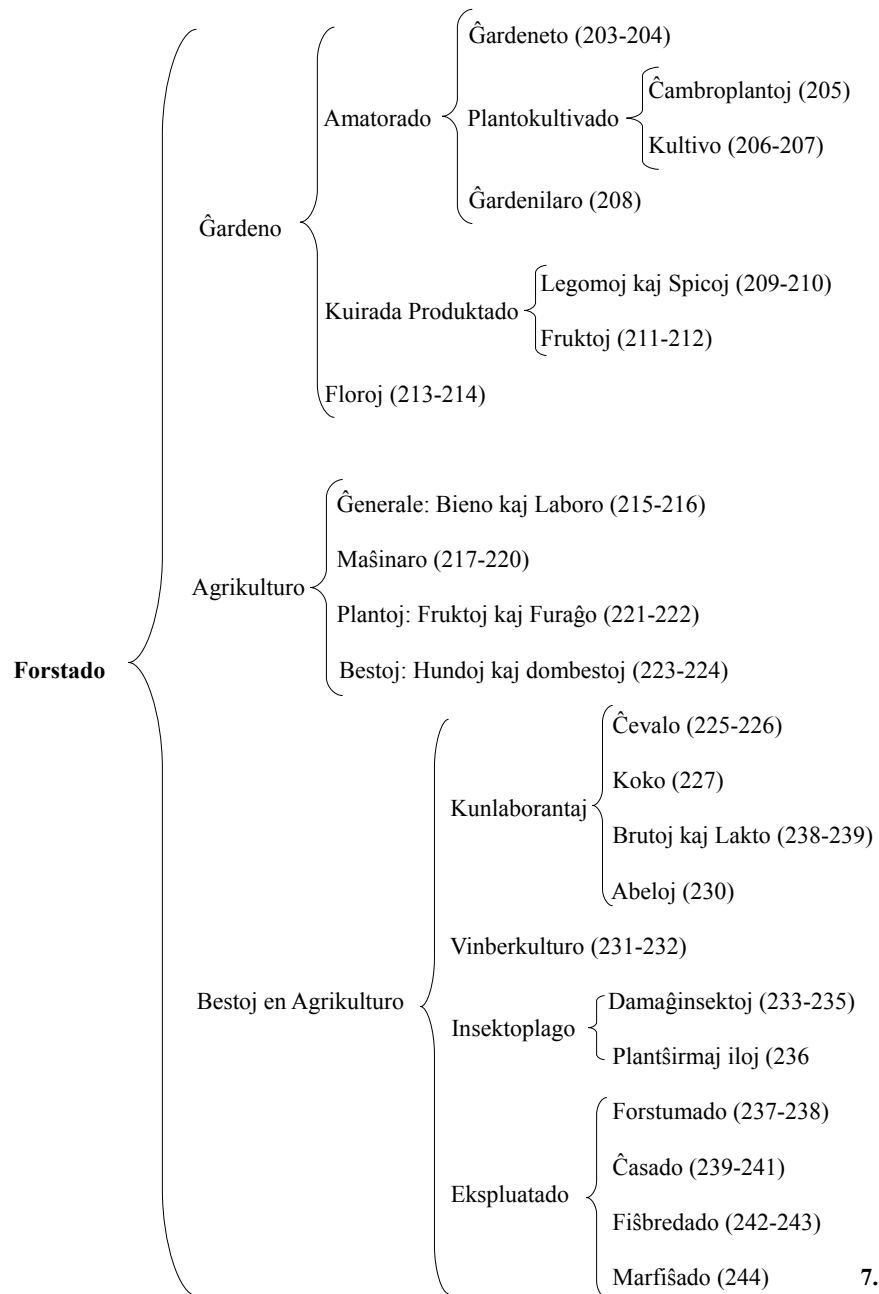 Ĝardeneto (203-204)
Ĉambroplantoj (205)
Amatorado
Plantokultivado
Kultivo (206-207)
Ĝardenilaro (208)
Ĝardeno
Legomoj kaj Spicoj (209-210)
Kuirada Produktado
Fruktoj (211-212)
Floroj (213-214)
Ĝenerale: Bieno kaj Laboro (215-216)
Maŝinaro (217-220)
Agrikulturo
Plantoj: Fruktoj kaj Furaĝo (221-222)
Forstado
Bestoj: Hundoj kaj dombestoj (223-224)
Ĉevalo (225-226)
Koko (227)
Kunlaborantaj
Brutoj kaj Lakto (238-239)
Abeloj (230)
Vinberkulturo (231-232)
Bestoj en Agrikulturo
Damaĝinsektoj (233-235)
Insektoplago
Plantŝirmaj iloj (236
Forstumado (237-238)
Ĉasado (239-241)
Ekspluatado
Fiŝbredado (242-243)
Marfiŝado (244)
7.